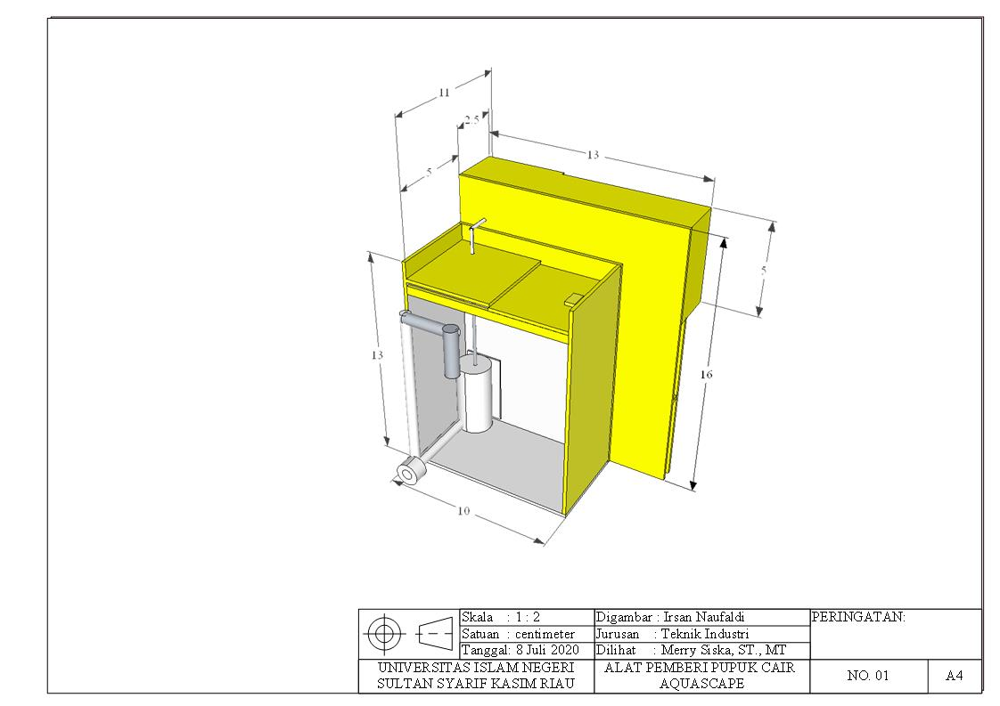 11
2.5
13
5
5
13
16
10
Skala : 1 : 2
Satuan : centimeter
Tanggal: 8 Juli 2020
Digambar : Irsan Naufaldi
Jurusan : Teknik Industri
Dilihat : Merry Siska, ST., MT
PERINGATAN:
UNIVERSITAS ISLAM NEGERI
SULTAN SYARIF KASIM RIAU
ALAT PEMBERI PUPUK CAIR
AQUASCAPE
NO. 01
A4